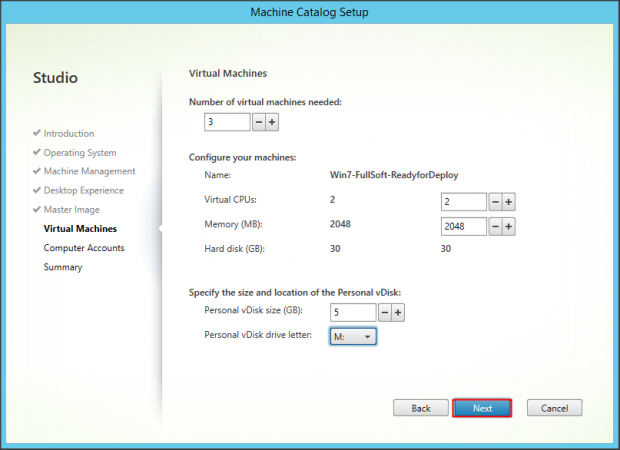 Machine Catalog Setup
Studio
Introduction
Operating System
Machine Management
Desktop Experience
Master Image
Virtual Machines
Computer Accounts
Summary
Virtual Machines
Number of virtual machines needed:
3 − +
Configure your machines:
Name: Win7-FullSoft-ReadyforDeploy
Virtual CPUs: 2 2 − +
Memory (MB): 2048 2048 − +
Hard disk (GB): 30 30
Specify the size and location of the Personal vDisk:
Personal vDisk size (GB): 5 − +
Personal vDisk drive letter: M:
Back Next Cancel